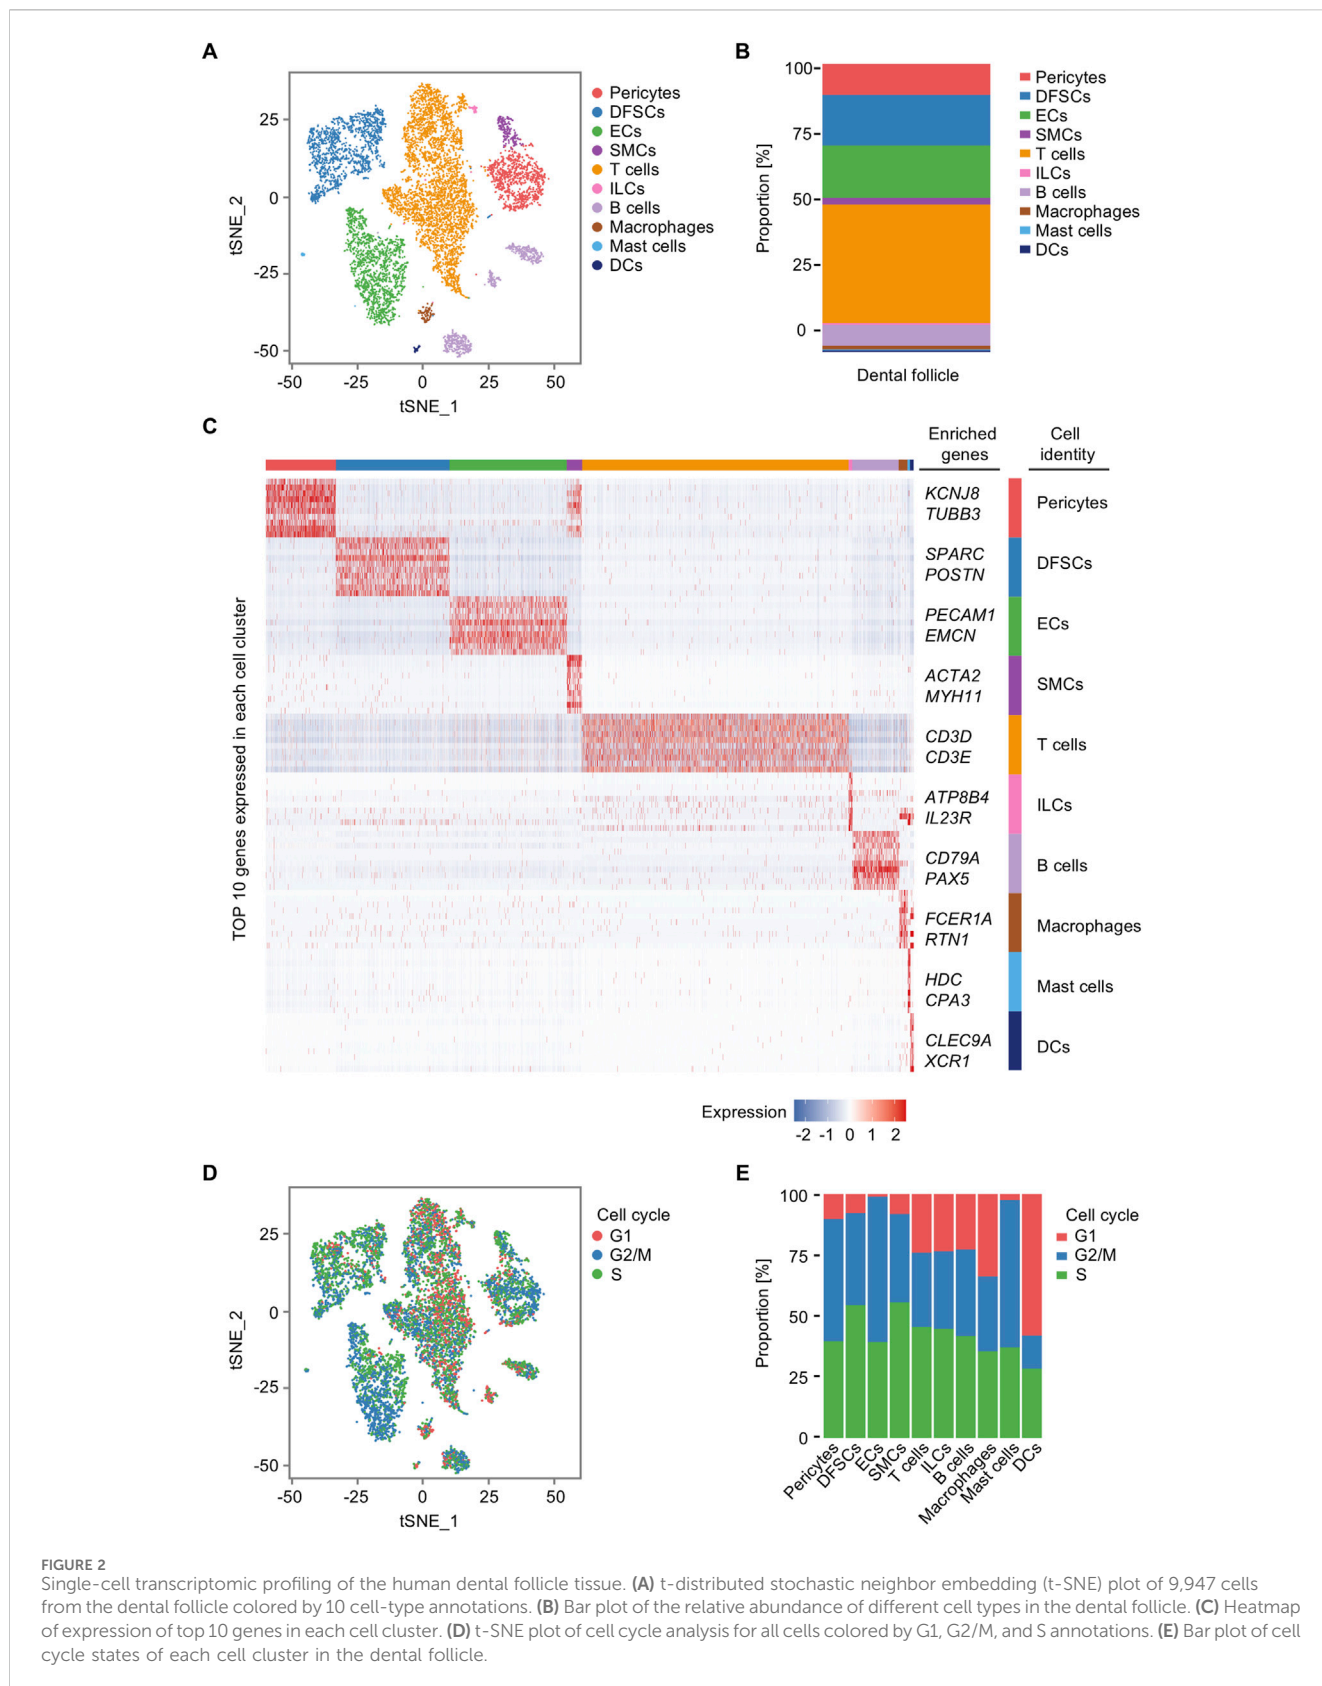 A
25
0
-25
-50
-50
-25
0
25
50
tSNE_2
tSNE_1
Pericytes
DFSCs
ECs
SMCs
T cells
ILCs
B cells
Macrophages
Mast cells
DCs
B
100
75
50
25
0
Proportion [%]
Dental follicle
Pericytes
DFSCs
ECs
SMCs
T cells
ILCs
B cells
Macrophages
Mast cells
DCs
C
TOP 10 genes expressed in each cell cluster
Enriched
genes
Cell
identity
KCNJ8
TUBB3
Pericytes
SPARC
POSTN
DFSCs
PECAM1
EMCN
ECs
ACTA2
MYH11
SMCs
CD3D
CD3E
T cells
ATP8B4
IL23R
ILCs
CD79A
PAX5
B cells
FCER1A
RTN1
Macrophages
HDC
CPA3
Mast cells
CLEC9A
XCR1
DCs
Expression
-2 -1 0 1 2
D
25
0
-25
-50
-50
-25
0
25
50
tSNE_2
tSNE_1
Cell cycle
G1
G2/M
S
E
100
75
50
25
0
Proportion [%]
Pericytes
DFSCs
ECs
SMCs
T cells
ILCs
B cells
Macrophages
Mast cells
DCs
Cell cycle
G1
G2/M
S
FIGURE 2
Single-cell transcriptomic profiling of the human dental follicle tissue. (A) t-distributed stochastic neighbor embedding (t-SNE) plot of 9,947 cells
from the dental follicle colored by 10 cell-type annotations. (B) Bar plot of the relative abundance of different cell types in the dental follicle. (C) Heatmap
of expression of top 10 genes in each cell cluster. (D) t-SNE plot of cell cycle analysis for all cells colored by G1, G2/M, and S annotations. (E) Bar plot of cell
cycle states of each cell cluster in the dental follicle.